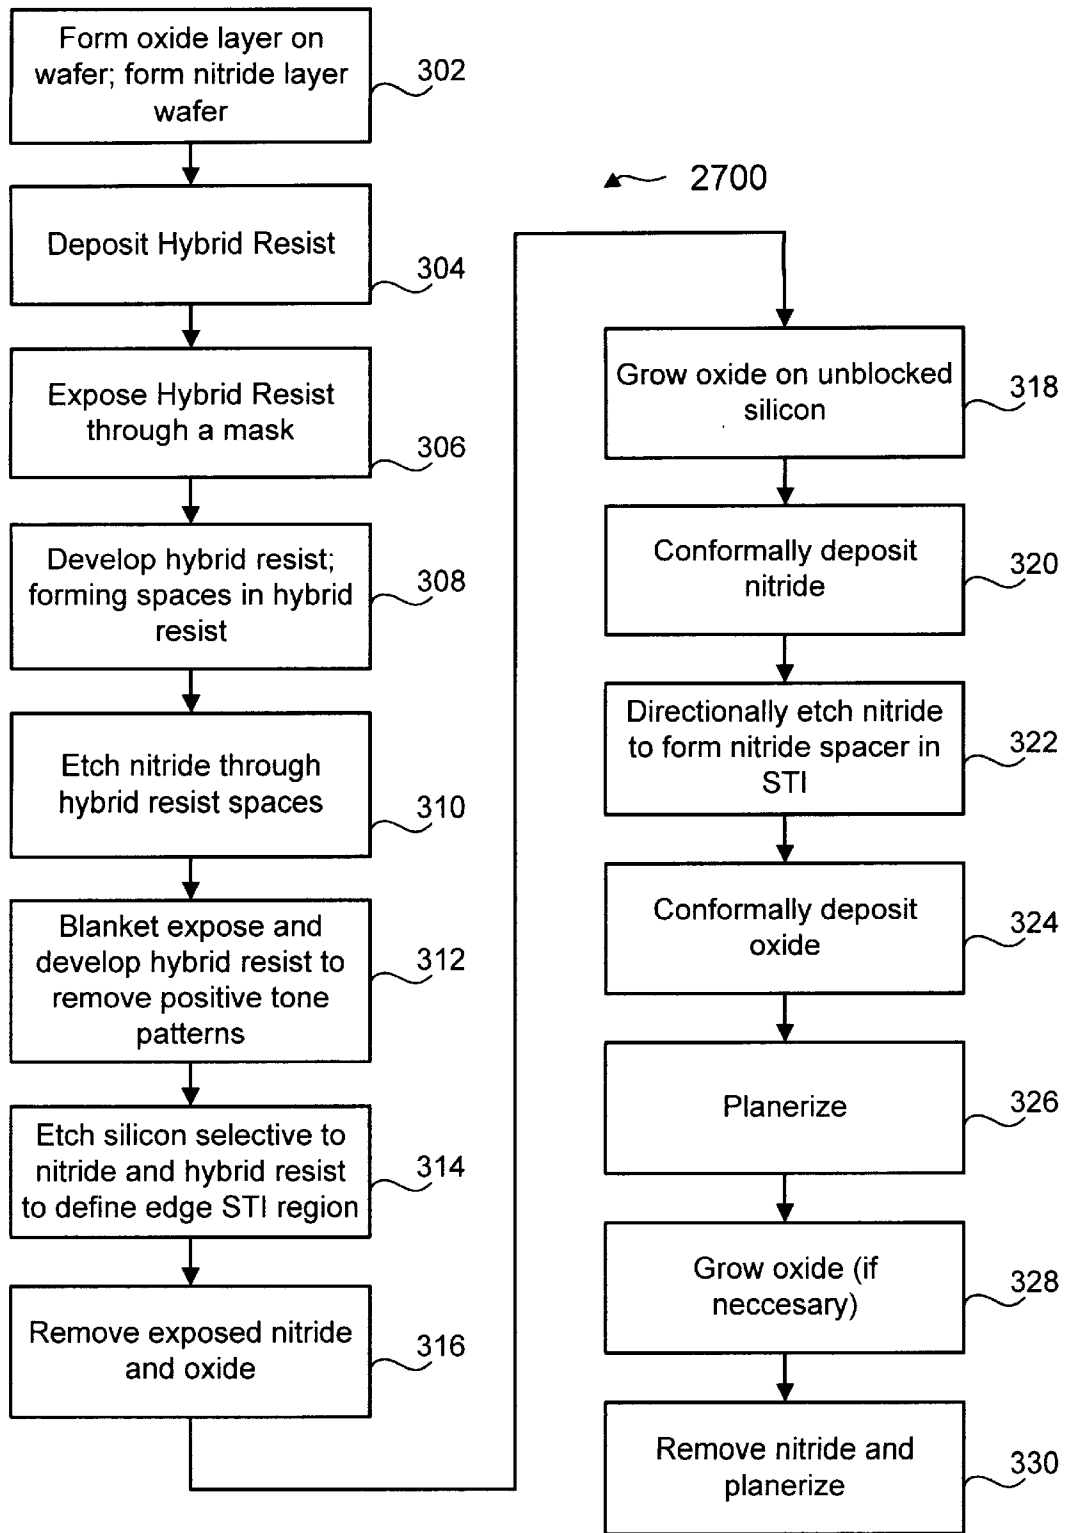 Form oxide layer on
wafer; form nitride layer
wafer
302
Deposit Hybrid Resist
304
Expose Hybrid Resist
through a mask
306
Develop hybrid resist;
forming spaces in hybrid
resist
308
Etch nitride through
hybrid resist spaces
310
Blanket expose and
develop hybrid resist to
remove positive tone
patterns
312
Etch silicon selective to
nitride and hybrid resist
to define edge STI region
314
Remove exposed nitride
and oxide
316
2700
Grow oxide on unblocked
silicon
318
Conformally deposit
nitride
320
Directionally etch nitride
to form nitride spacer in
STI
322
Conformally deposit
oxide
324
Planerize
326
Grow oxide (if
neccesary)
328
Remove nitride and
planerize
330